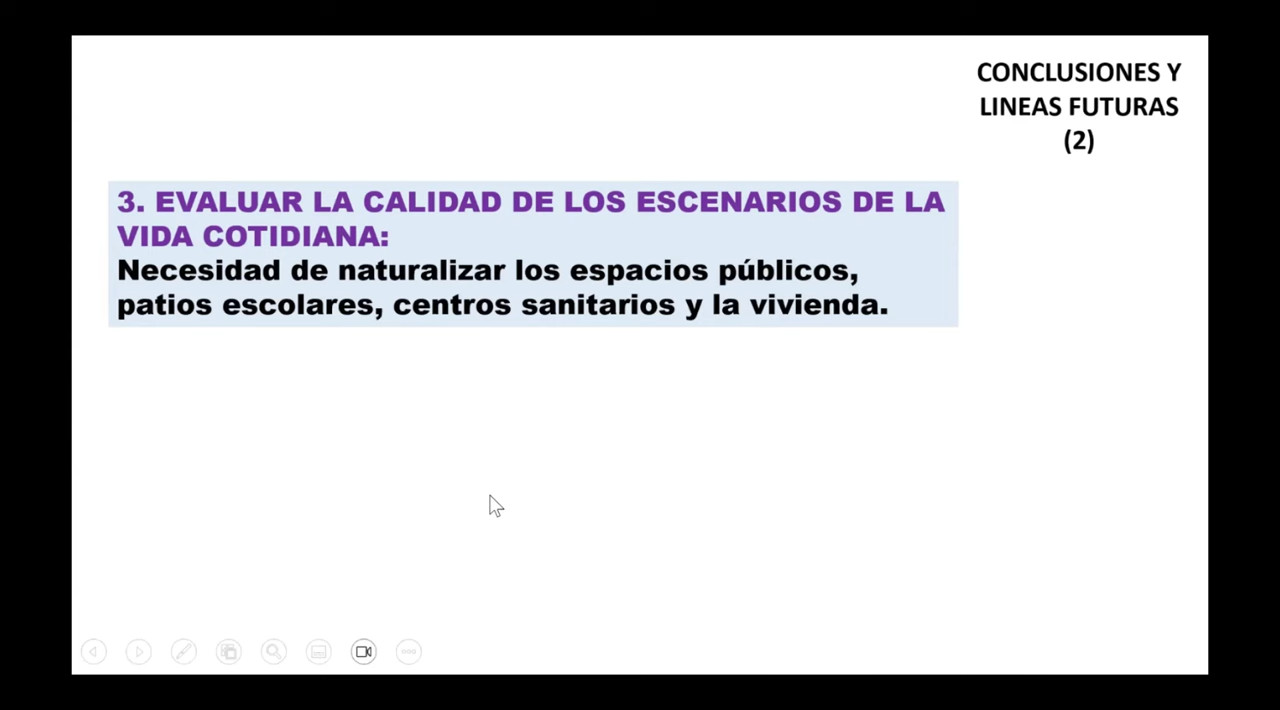 CONCLUSIONES Y
LINEAS FUTURAS
(2)
3. EVALUAR LA CALIDAD DE LOS ESCENARIOS DE LA
VIDA COTIDIANA:
Necesidad de naturalizar los espacios públicos,
patios escolares, centros sanitarios y la vivienda.